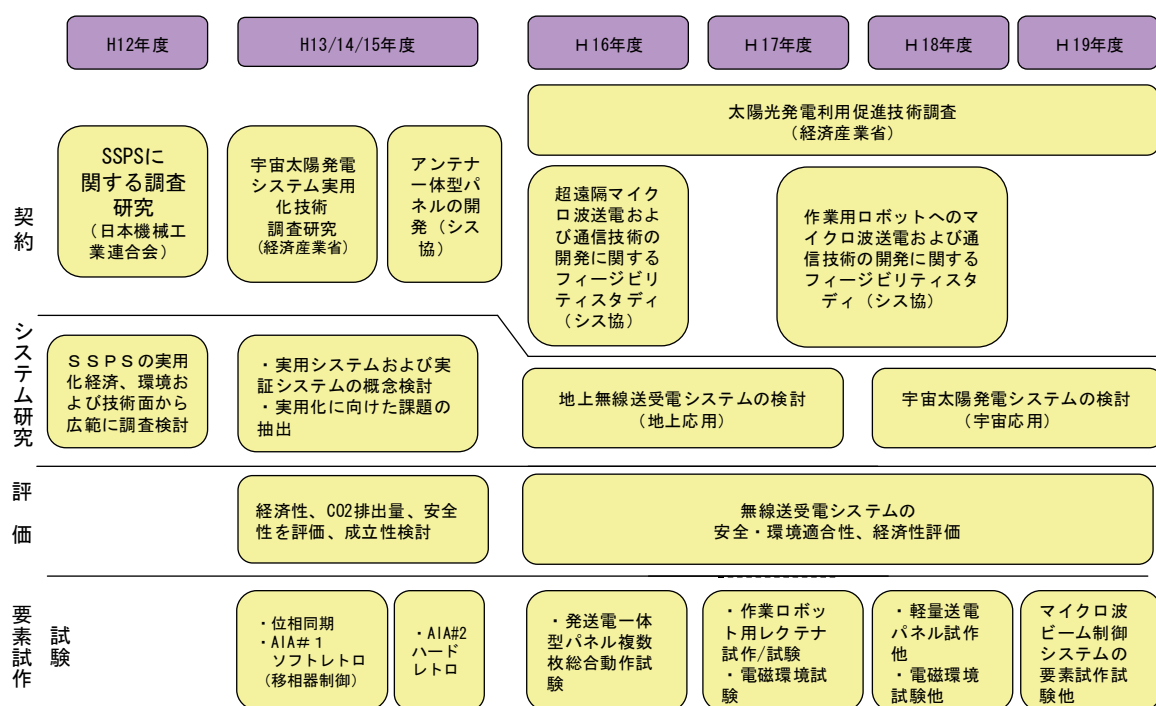 H12年度
H13/14/15年度
H16年度
H17年度
H18年度
H19年度
契約
SSPSに
関する調査
研究
（日本機械工
業連合会）
宇宙太陽発電
システム実用
化技術
調査研究
(経済産業省)
アンテナ
一体型パ
ネルの開
発（シス
協）
太陽光発電利用促進技術調査
（経済産業省）
超遠隔マイク
ロ波送電およ
び通信技術の
開発に関する
フィージビリ
ティスタディ
（シス協）
作業用ロボットへのマ
イクロ波送電および通
信技術の開発に関する
フィージビリティスタ
ディ（シス協）
システム研究
ＳＳＰＳの実用
化経済、環境お
よび技術面から
広範に調査検討
・実用システムおよび実
証システムの概念検討
・実用化に向けた課題の
抽出
地上無線送受電システムの検討
（地上応用）
宇宙太陽発電システムの検討
（宇宙応用）
評価
経済性、CO2排出量、安全
性を評価、成立性検討
無線送受電システムの
安全・環境適合性、経済性評価
要素試作
試験
・位相同期
・AIA＃１
ソフトレトロ
(移相器制御)
・AIA#2
ハード
レトロ
・発送電一体
型パネル複数
枚総合動作試
験
・作業ロボッ
ト用レクテナ
試作/試験
・電磁環境試
験
・軽量送電
パネル試作
他
・電磁環境
試験他
マイクロ波
ビーム制御
システムの
要素試作試
験他